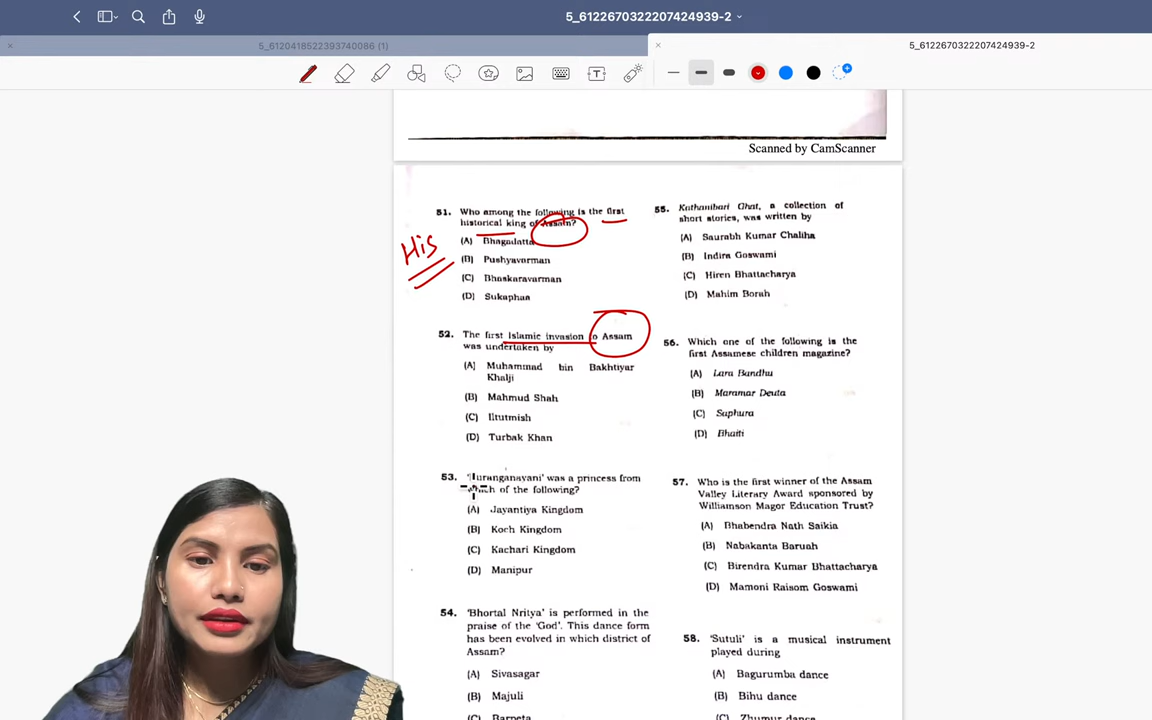 5_6122670322207424939-2
5_6120418522393740086 (1)
5_6122670322207424939-2
Scanned by CamScanner
51. Who among the following is the first
historical king of Assam?
His
(A) Bhagadatta
(B) Pushyavarman
(C) Bhaskaravarman
(D) Sukaphaa
52. The first Islamic invasion to Assam
was undertaken by
(A) Muhammad bin Bakhtiyar
Khalji
(B) Mahmud Shah
(C) Iltutmish
(D) Turbak Khan
53. 'Kuranganayani' was a princess from
which of the following?
(A) Jayantiya Kingdom
(B) Koch Kingdom
(C) Kachari Kingdom
(D) Manipur
54. 'Bhortal Nritya' is performed in the
praise of the 'God'. This dance form
has been evolved in which district of
Assam?
(A) Sivasagar
(B) Majuli
(C) Barpeta
55. Kathanibari Ghat, a collection of
short stories, was written by
(A) Saurabh Kumar Chaliha
(B) Indira Goswami
(C) Hiren Bhattacharya
(D) Mahim Borah
56. Which one of the following is the
first Assamese children magazine?
(A) Lara Bandhu
(B) Maramar Deuta
(C) Saphura
(D) Bhaiti
57. Who is the first winner of the Assam
Valley Literary Award sponsored by
Williamson Magor Education Trust?
(A) Bhabendra Nath Saikia
(B) Nabakanta Baruah
(C) Birendra Kumar Bhattacharya
(D) Mamoni Raisom Goswami
58. 'Sutuli' is a musical instrument
played during
(A) Bagurumba dance
(B) Bihu dance
(C) Zhumur dance